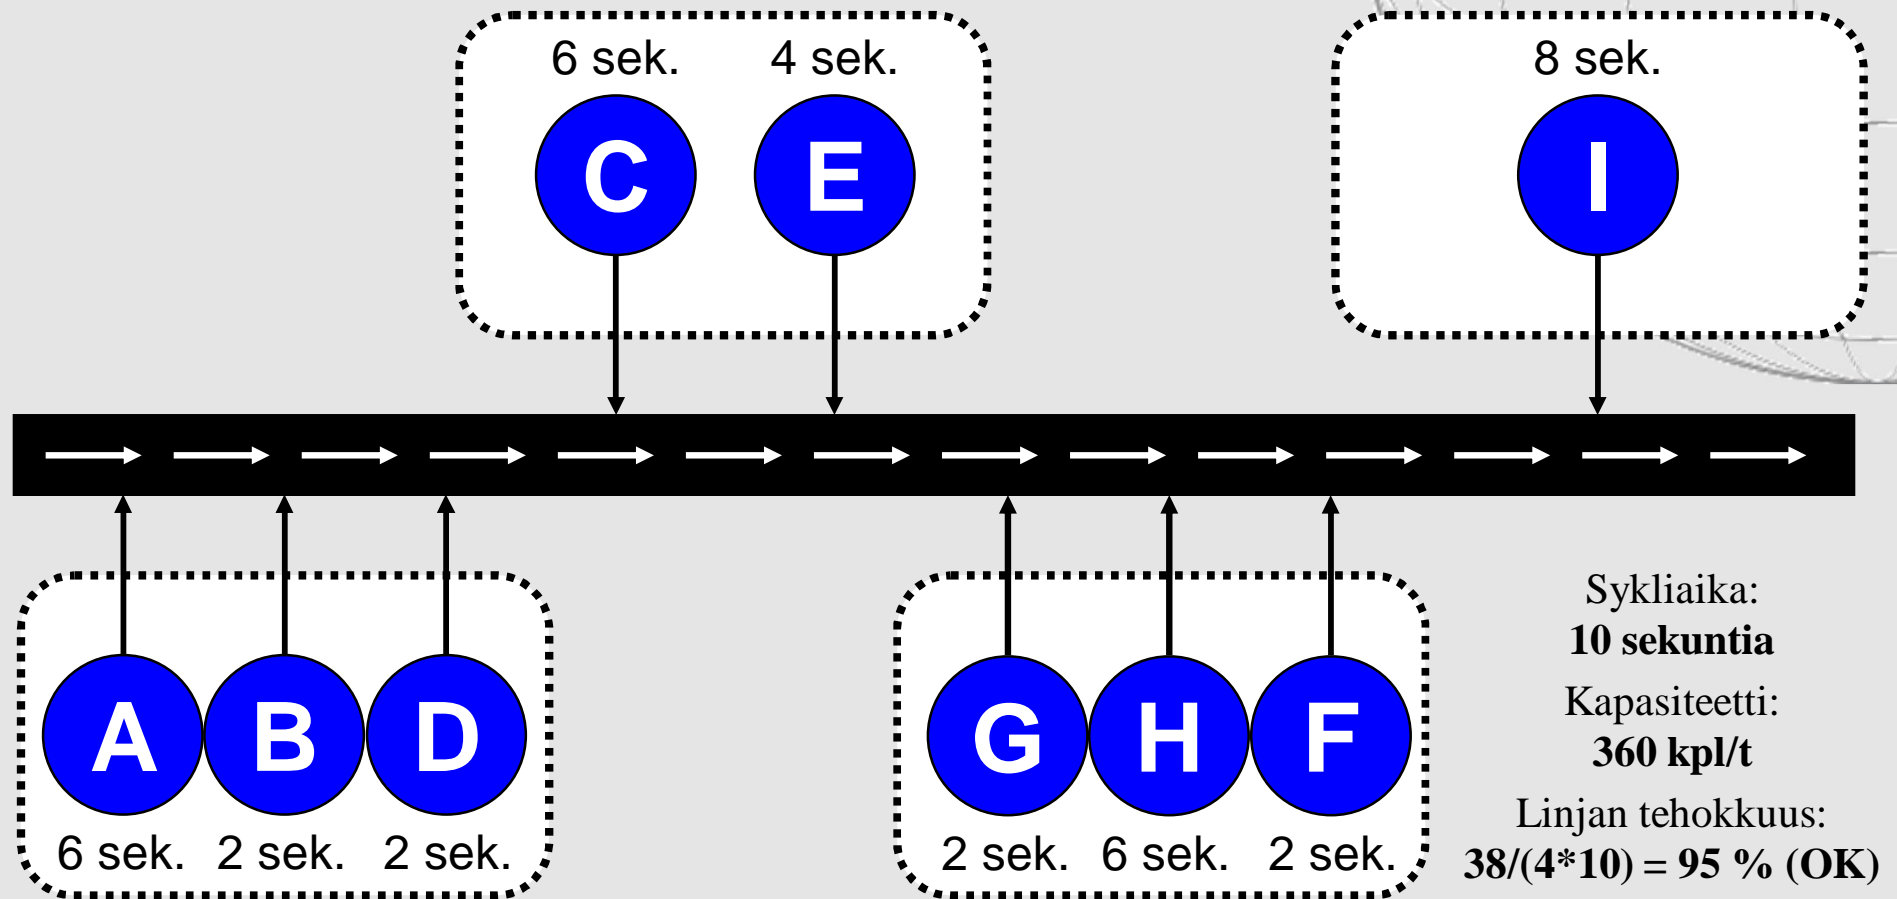 6 sek. 4 sek.
8 sek.
C E
I
A B D
G H F
6 sek. 2 sek. 2 sek.
2 sek. 6 sek. 2 sek.
Sykliaika:
10 sekuntia
Kapasiteetti:
360 kpl/t
Linjan tehokkuus:
38/(4*10) = 95 % (OK)